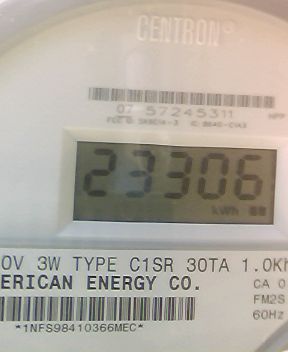 CENTRON®
07 57245311
23306
kWh
0V 3W TYPE C1SR 30TA 1.0Kh
ERICAN ENERGY CO.
CA 0
FM2S
60Hz
*1NFS98410366MEC*